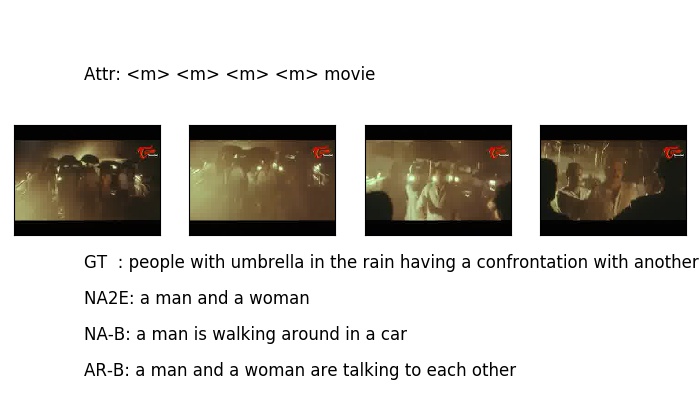 Attr: <m> <m> <m> <m> movie
GT : people with umbrella in the rain having a confrontation with another
NA2E: a man and a woman
NA-B: a man is walking around in a car
AR-B: a man and a woman are talking to each other